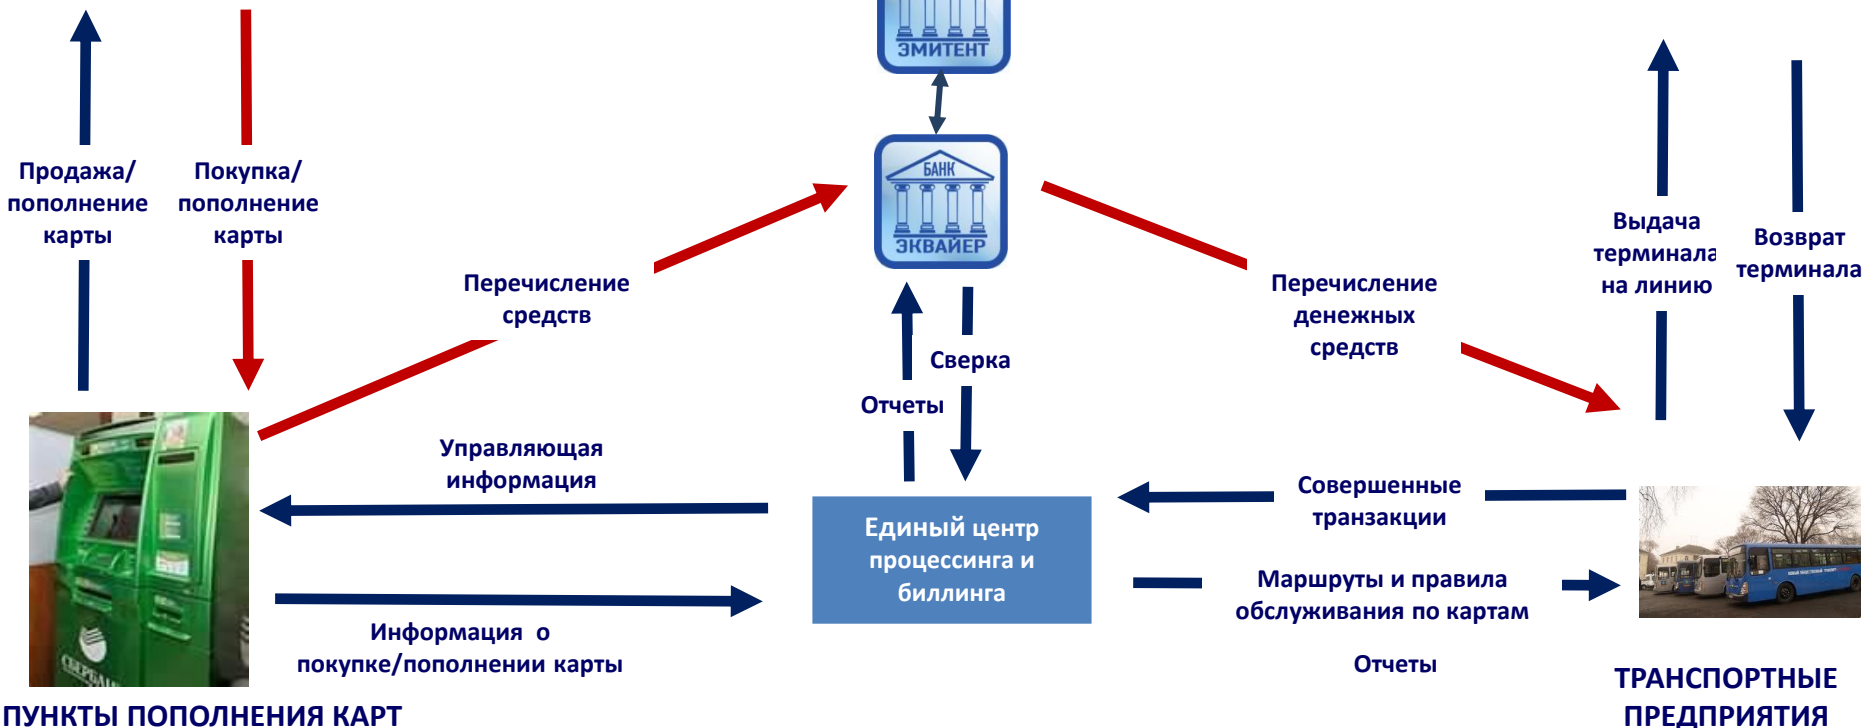 ЭМИТЕНТ
БАНК
ЭКВАЙЕР
Продажа/
пополнение
карты
Покупка/
пополнение
карты
Перечисление
средств
Перечисление
денежных
средств
Выдача
терминала
на линию
Возврат
терминала
Сверка
Отчеты
Управляющая
информация
Совершенные
транзакции
Единый центр
процессинга и
биллинга
Маршруты и правила
обслуживания по картам
Отчеты
Информация о
покупке/пополнении карты
СБЕРБАНК
ПУНКТЫ ПОПОЛНЕНИЯ КАРТ
ТРАНСПОРТНЫЕ
ПРЕДПРИЯТИЯ